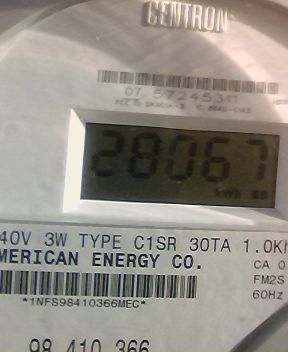 CENTRON
07 57245311
28067
kWh
40V 3W TYPE C1SR 30TA 1.0Kh
MERICAN ENERGY CO.
CA 0
FM2S
*1NFS98410366MEC*
60Hz
98 410 366